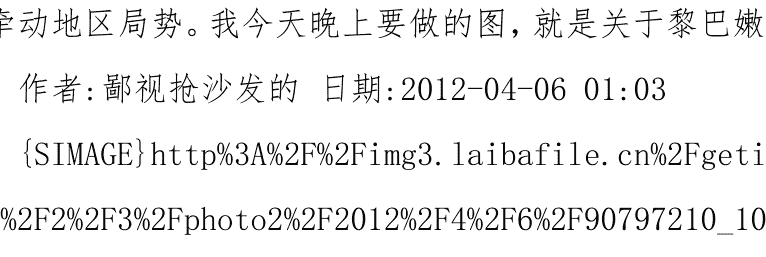 牵动地区局势。我今天晚上要做的图，就是关于黎巴嫩
作者:鄙视抢沙发的 日期:2012-04-06 01:03
{SIMAGE}http%3A%2F%2Fimg3.laibafile.cn%2Fgeti
%2F2%2F3%2Fphoto2%2F2012%2F4%2F6%2F90797210_10